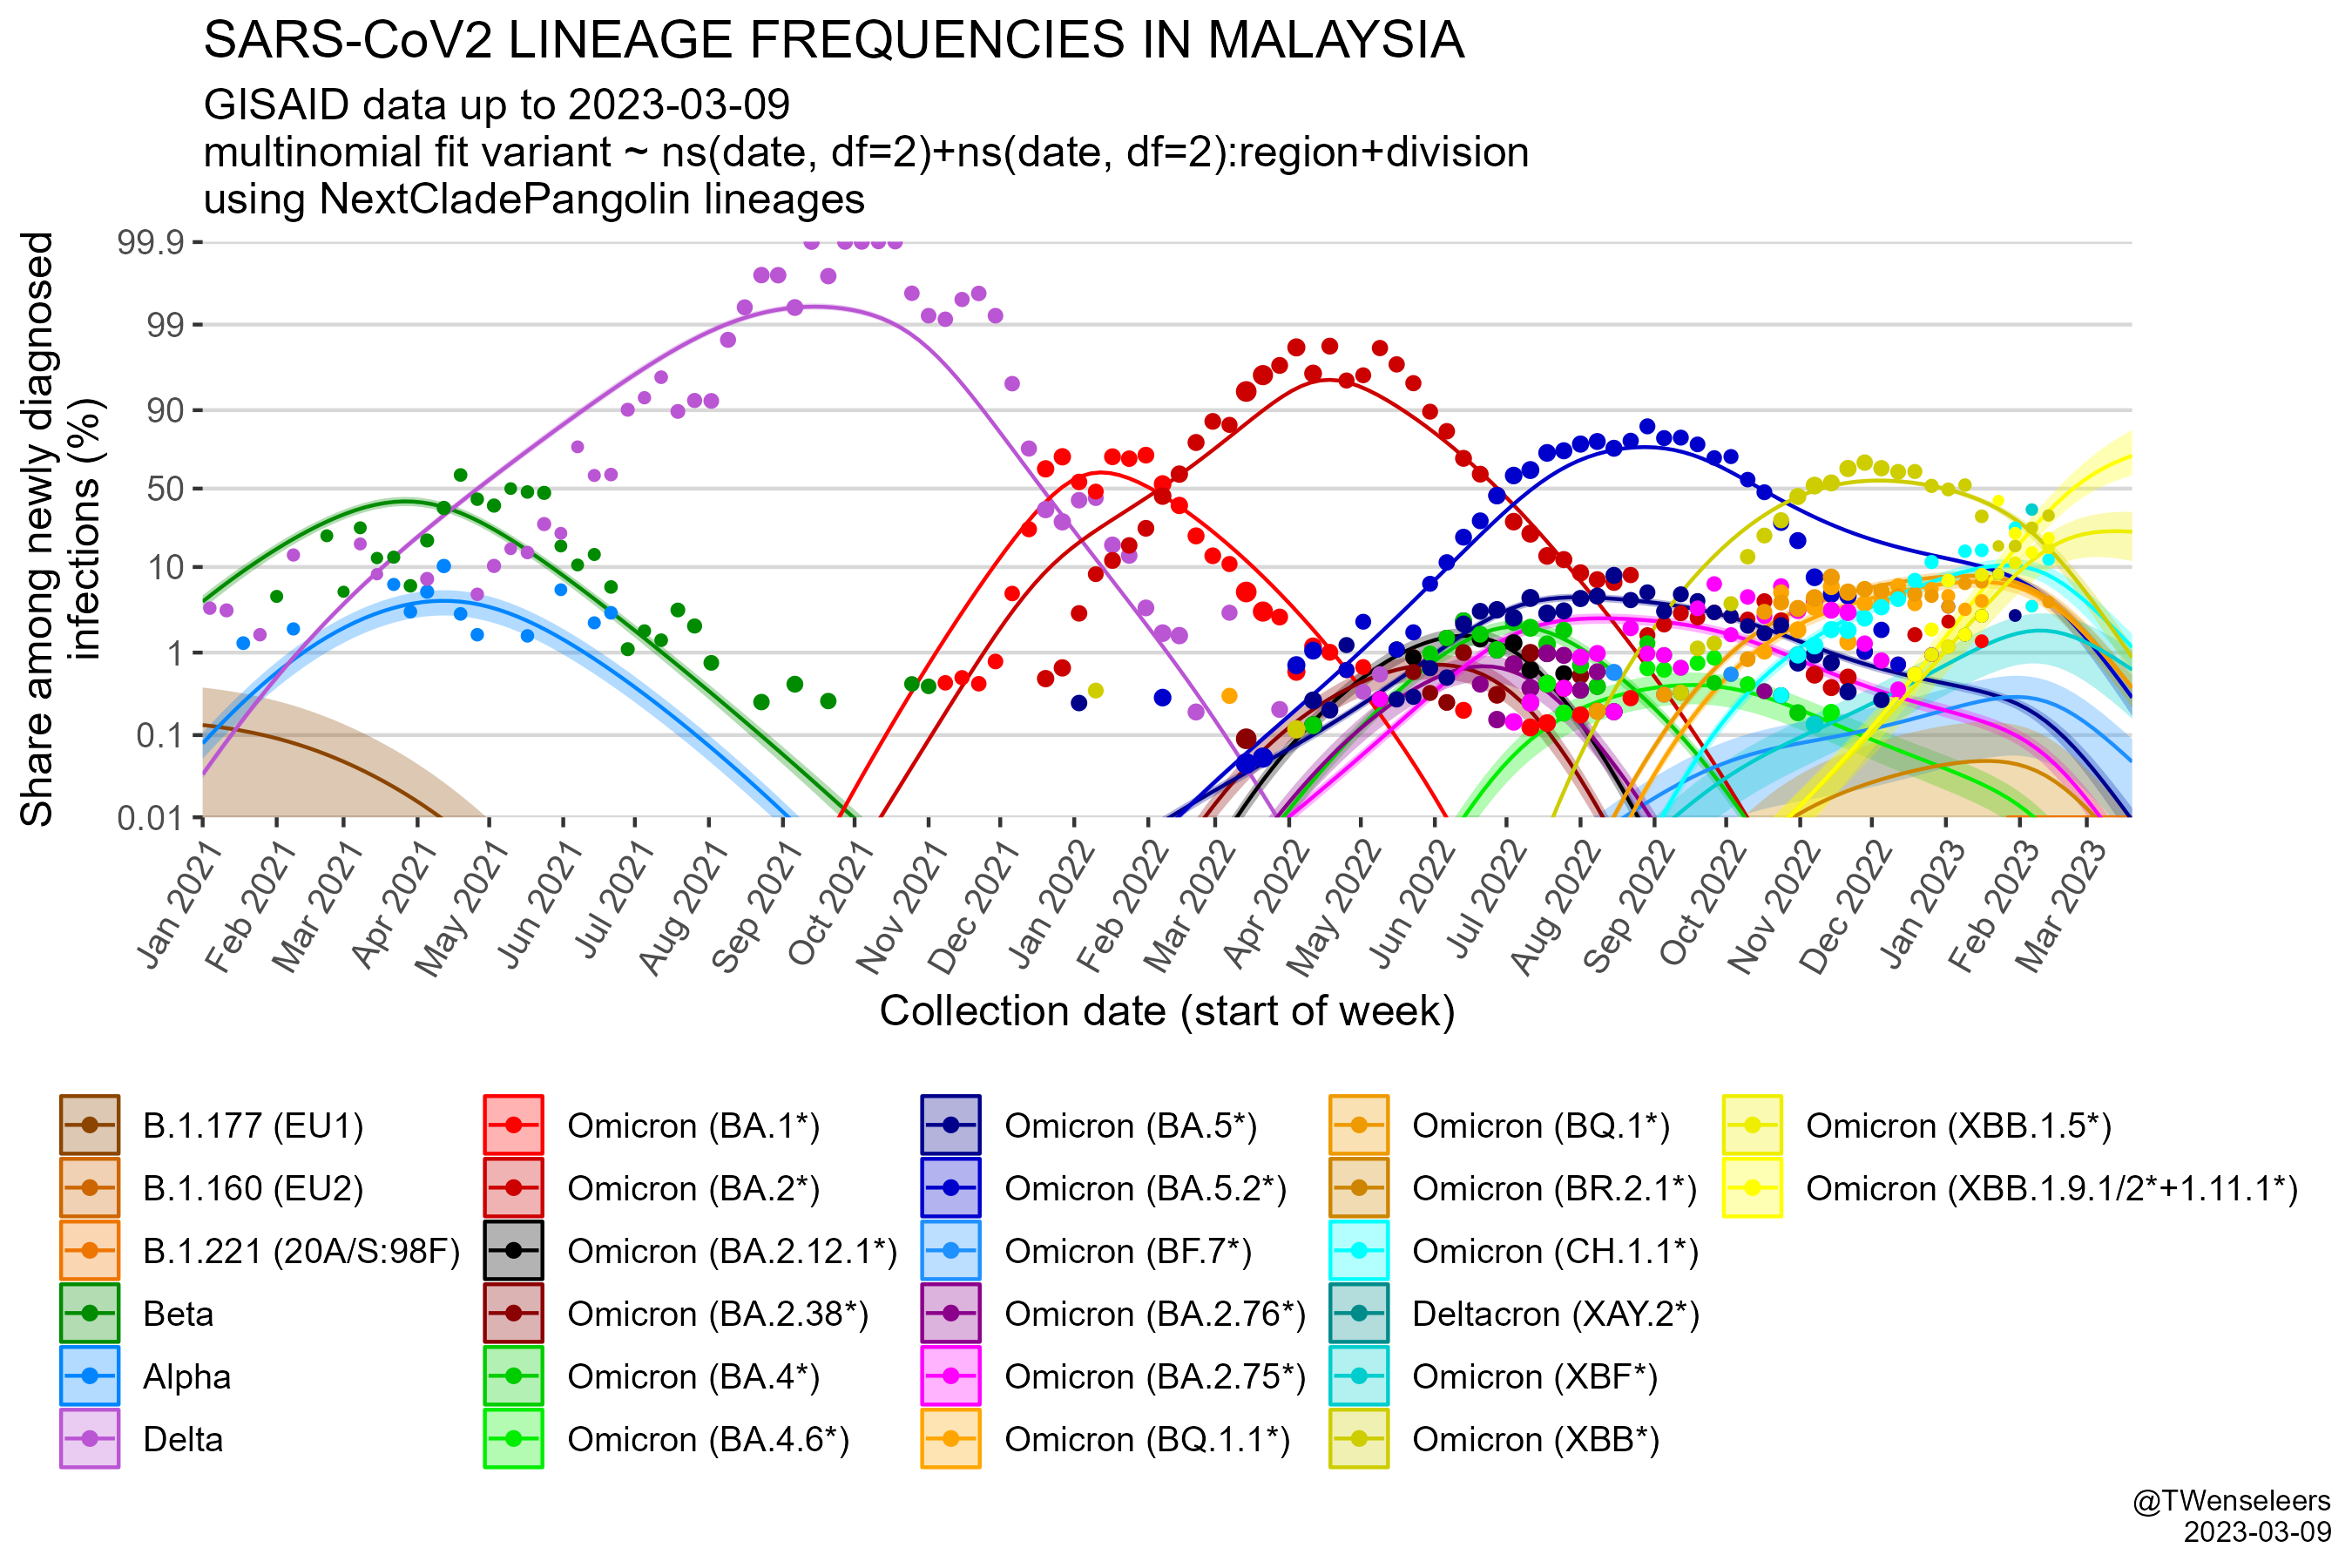 SARS-CoV2 LINEAGE FREQUENCIES IN MALAYSIA
GISAID data up to 2023-03-09
multinomial fit variant ~ ns(date, df=2)+ns(date, df=2):region+division
using NextCladePangolin lineages
Share among newly diagnosed
infections (%)
99.9
99
90
50
10
1
0.1
0.01
Jan 2021
Feb 2021
Mar 2021
Apr 2021
May 2021
Jun 2021
Jul 2021
Aug 2021
Sep 2021
Oct 2021
Nov 2021
Dec 2021
Jan 2022
Feb 2022
Mar 2022
Apr 2022
May 2022
Jun 2022
Jul 2022
Aug 2022
Sep 2022
Oct 2022
Nov 2022
Dec 2022
Jan 2023
Feb 2023
Mar 2023
Collection date (start of week)
B.1.177 (EU1)
B.1.160 (EU2)
B.1.221 (20A/S:98F)
Beta
Alpha
Delta
Omicron (BA.1*)
Omicron (BA.2*)
Omicron (BA.2.12.1*)
Omicron (BA.2.38*)
Omicron (BA.4*)
Omicron (BA.4.6*)
Omicron (BA.5*)
Omicron (BA.5.2*)
Omicron (BF.7*)
Omicron (BA.2.76*)
Omicron (BA.2.75*)
Omicron (BQ.1.1*)
Omicron (BQ.1*)
Omicron (BR.2.1*)
Omicron (CH.1.1*)
Deltacron (XAY.2*)
Omicron (XBF*)
Omicron (XBB*)
Omicron (XBB.1.5*)
Omicron (XBB.1.9.1/2*+1.11.1*)
@TWenseleers
2023-03-09